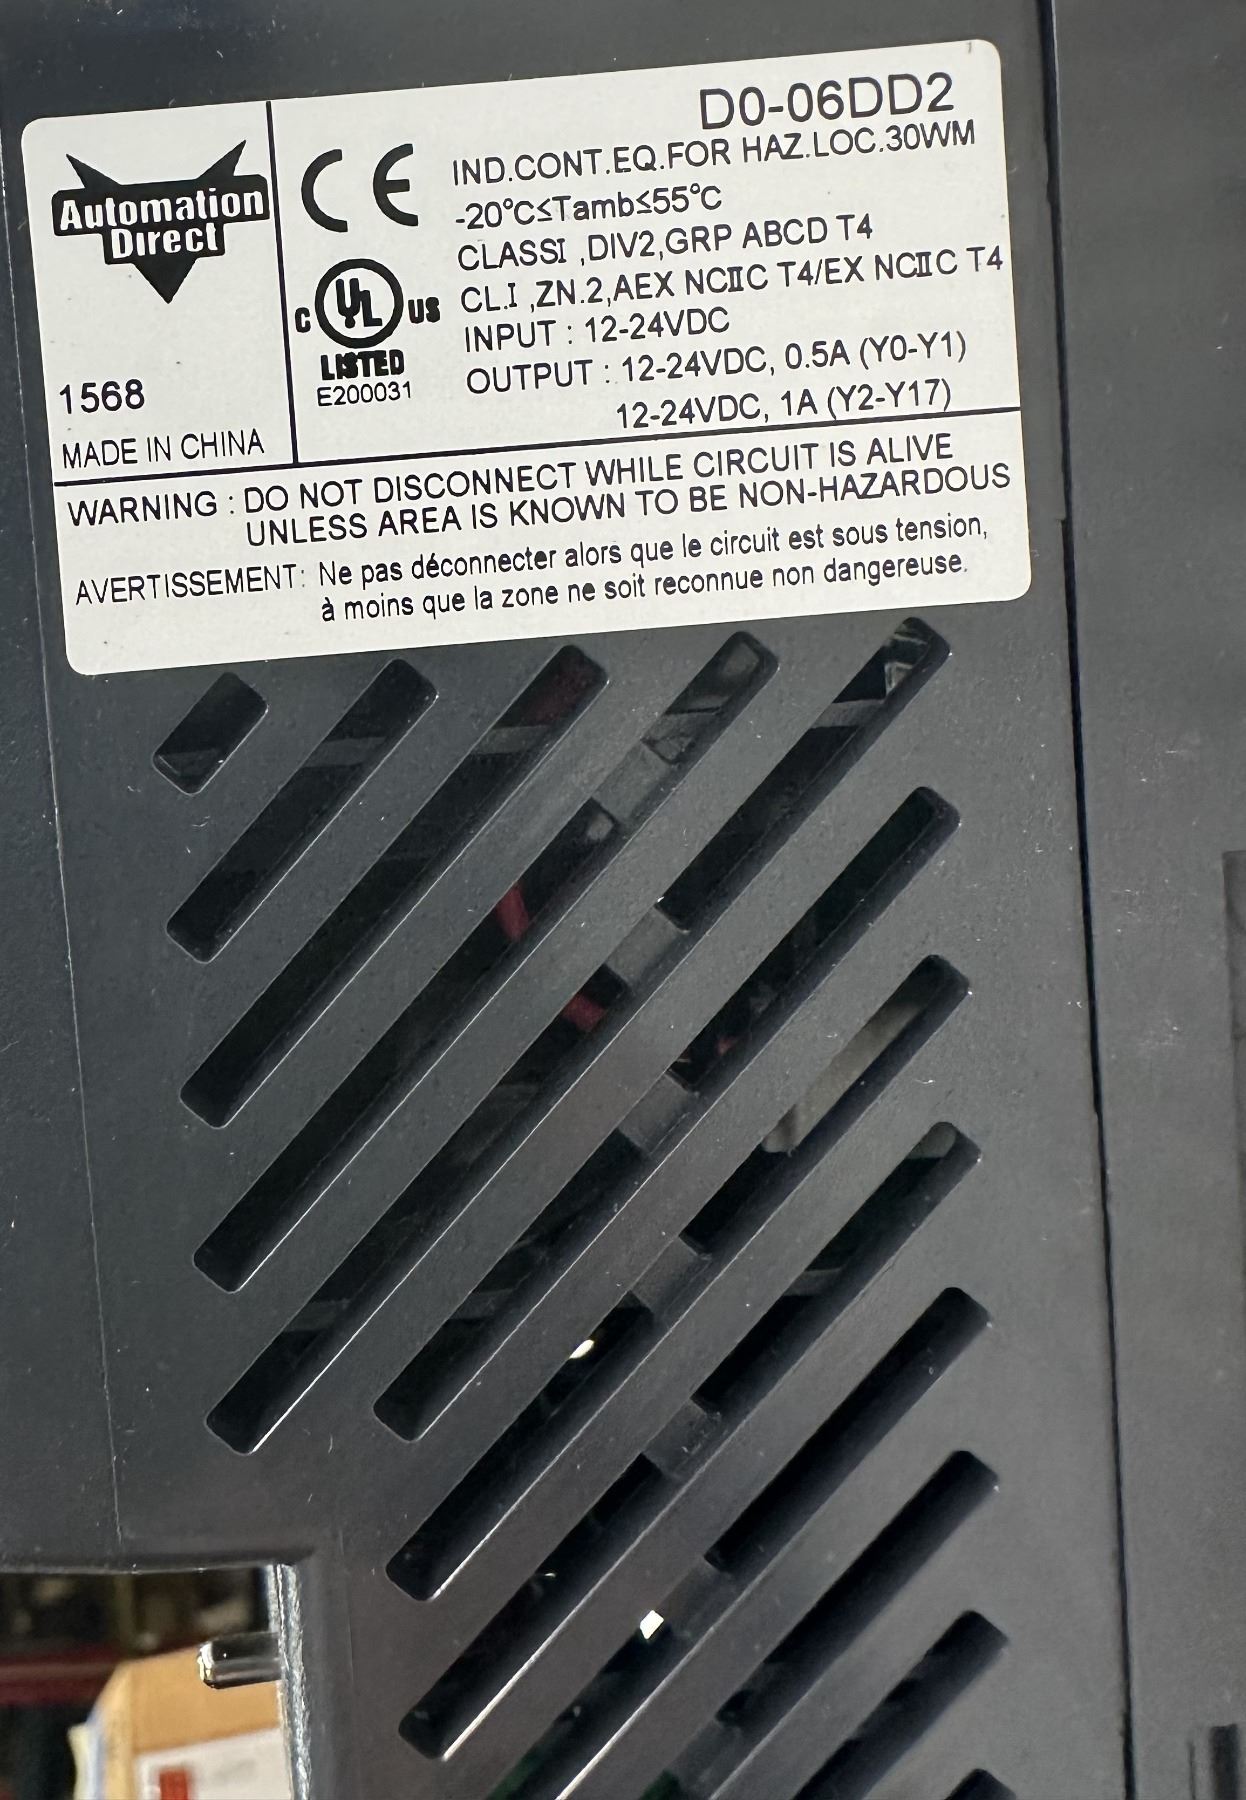 D0-06DD2
IND.CONT.EQ.FOR HAZ.LOC.30WM
-20°C≤Tamb≤55°C
CLASSI ,DIV2,GRP ABCD T4
CL.I ,ZN.2,AEX NCIIC T4/EX NCIIC T4
INPUT : 12-24VDC
OUTPUT : 12-24VDC, 0.5A (Y0-Y1)
12-24VDC, 1A (Y2-Y17)
Automation
Direct
CE
C UL US
LISTED
E200031
1568
MADE IN CHINA
WARNING : DO NOT DISCONNECT WHILE CIRCUIT IS ALIVE
UNLESS AREA IS KNOWN TO BE NON-HAZARDOUS
AVERTISSEMENT: Ne pas déconnecter alors que le circuit est sous tension,
à moins que la zone ne soit reconnue non dangereuse.